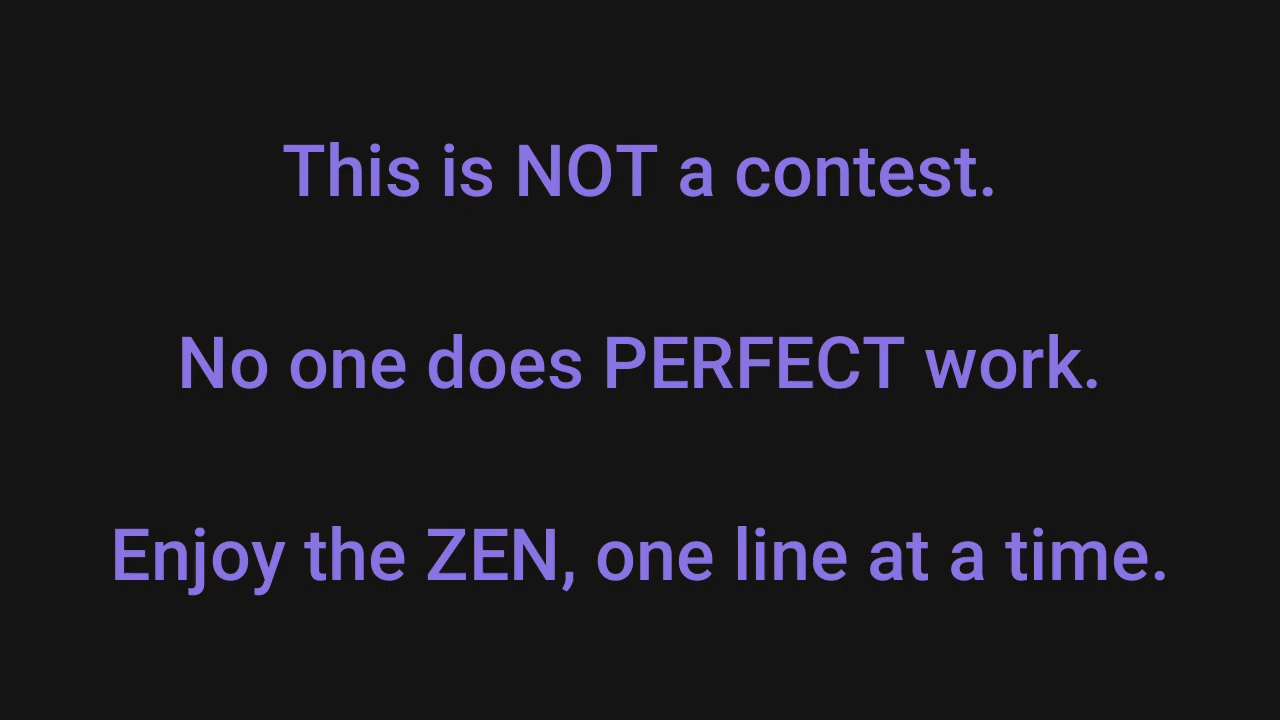 This is NOT a contest.
No one does PERFECT work.
Enjoy the ZEN, one line at a time.